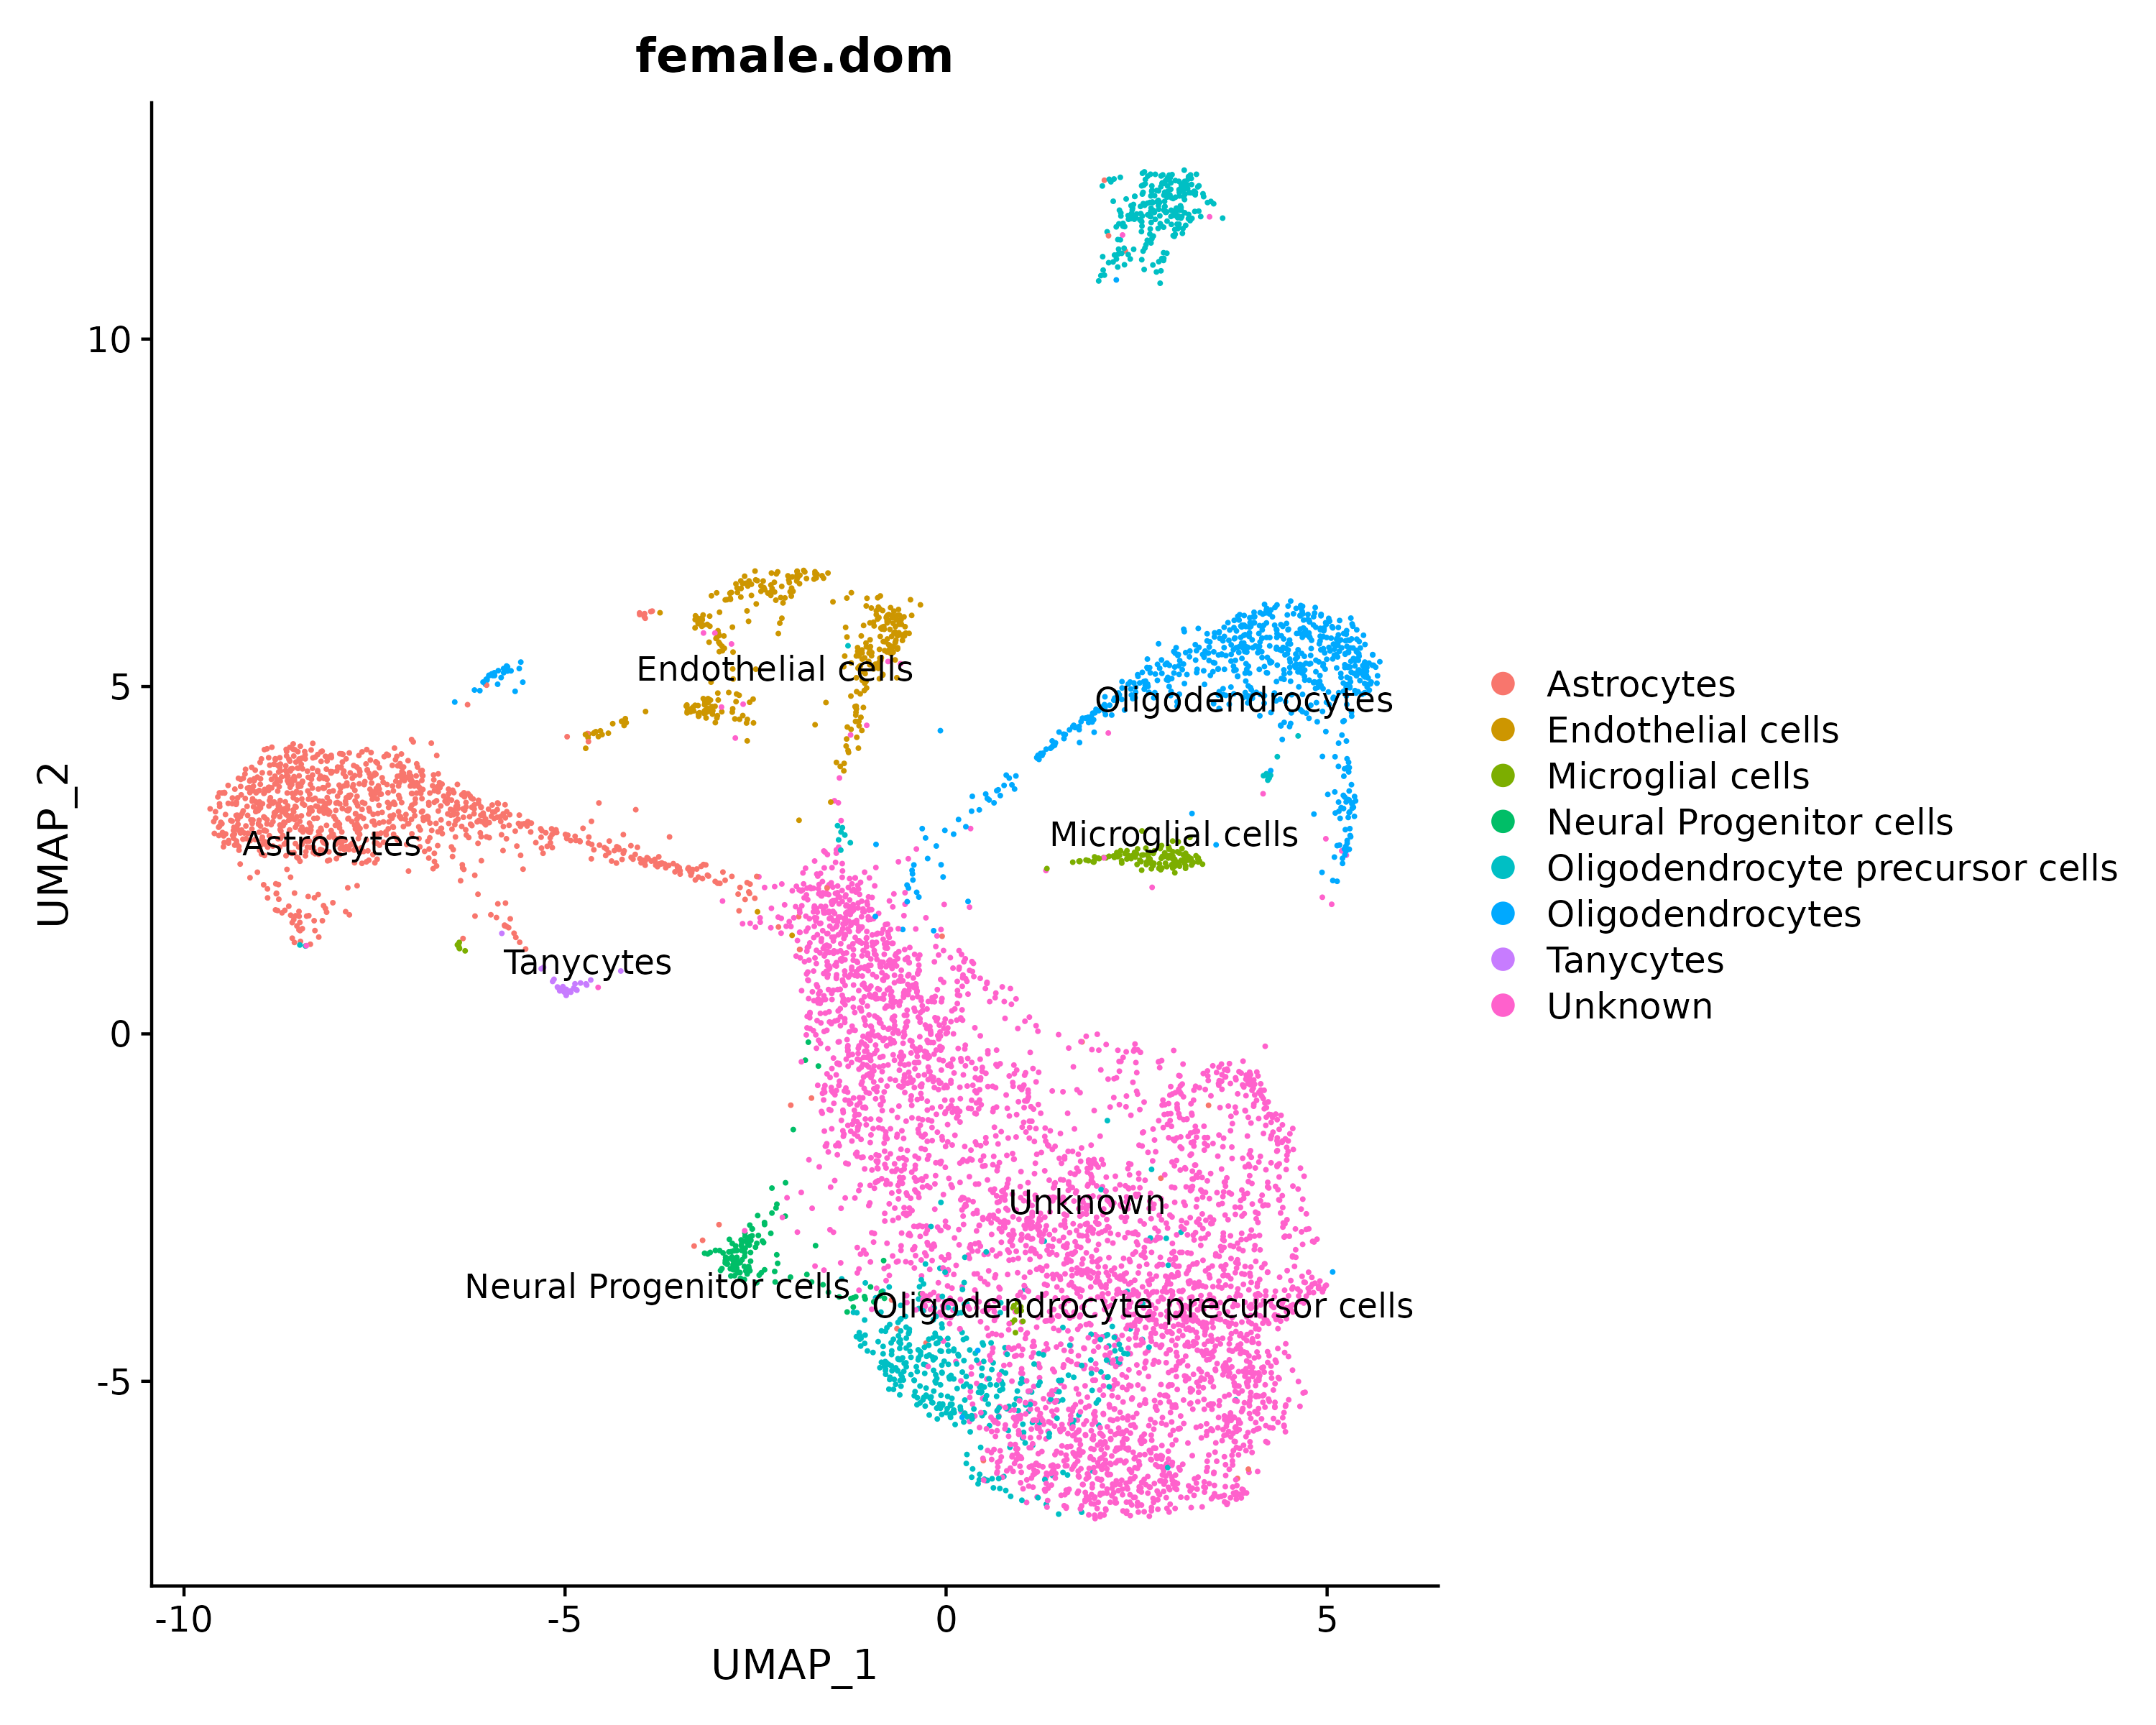 female.dom
UMAP_2
10
5
0
-5
-10
-5
0
5
UMAP_1
Endothelial cells
Oligodendrocytes
Microglial cells
Astrocytes
Tanycytes
Unknown
Neural Progenitor cells
Oligodendrocyte precursor cells
Astrocytes
Endothelial cells
Microglial cells
Neural Progenitor cells
Oligodendrocyte precursor cells
Oligodendrocytes
Tanycytes
Unknown